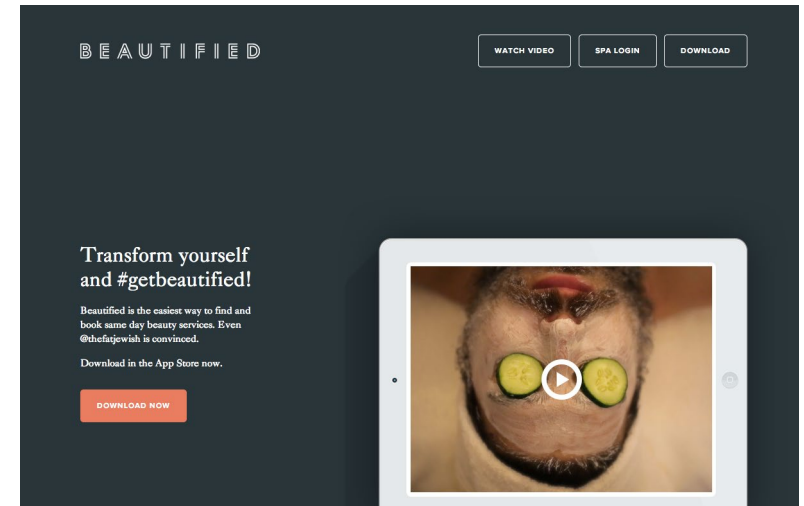 BEAUTIFIED
WATCH VIDEO
SPA LOGIN
DOWNLOAD
Transform yourself
and #getbeautified!
Beautified is the easiest way to find and
book same day beauty services. Even
@thefatjewish is convinced.
Download in the App Store now.
DOWNLOAD NOW